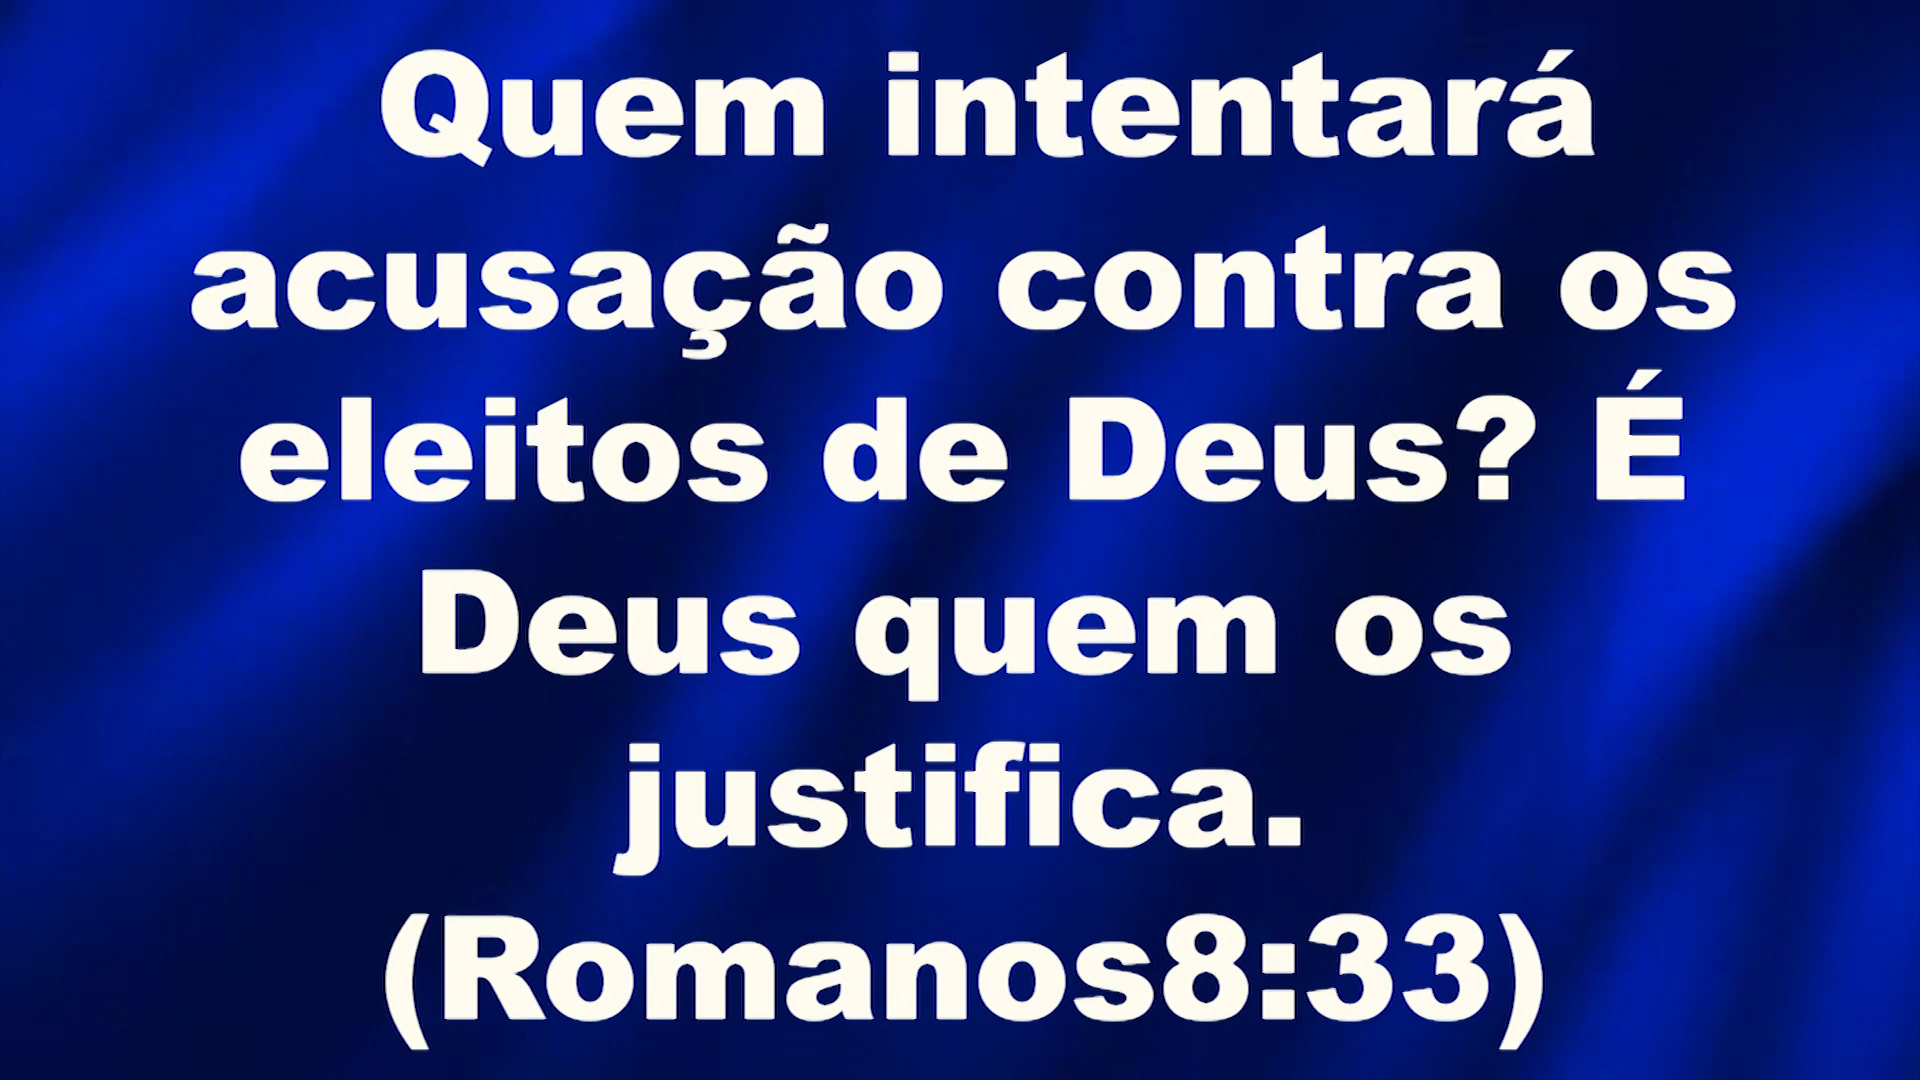 Quem intentará
acusação contra os
eleitos de Deus? É
Deus quem os
justifica.
(Romanos8:33)